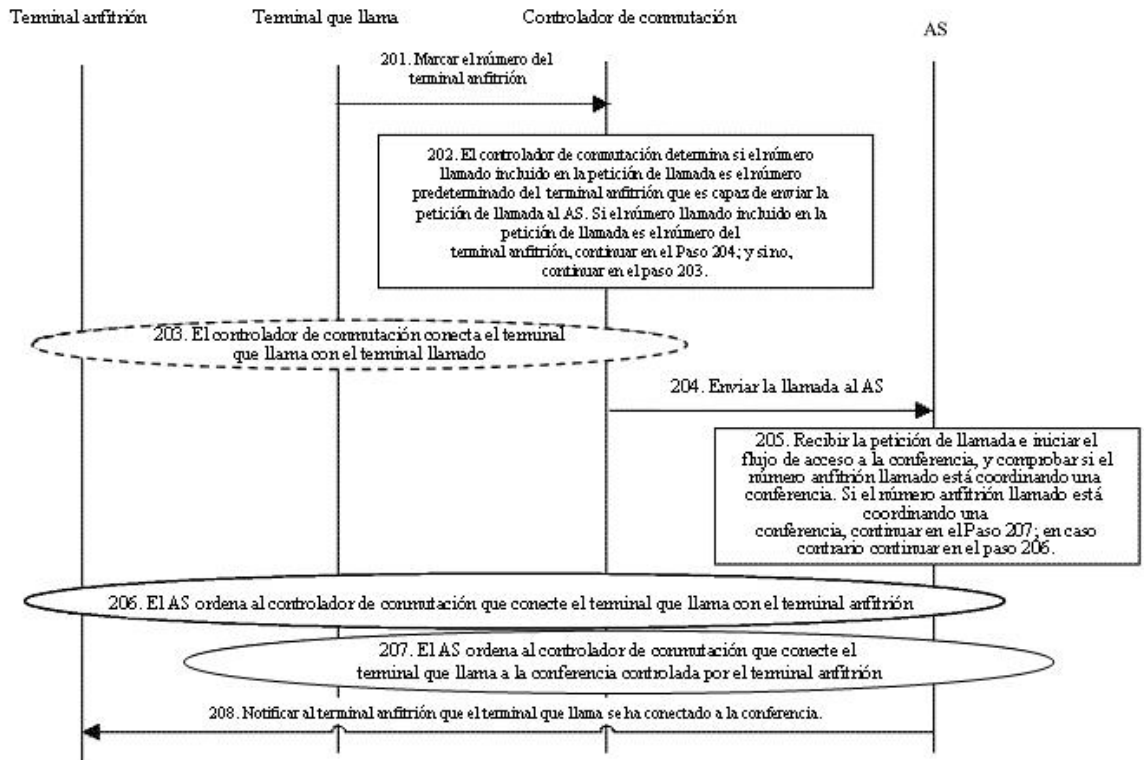 Terminal anfitrión
Terminal que llama
Controlador de conmutación
AS
201. Marcar el número del
terminal anfitrión
202. El controlador de conmutación determina si el número
llamado incluido en la petición de llamada es el número
predeterminado del terminal anfitrión que es capaz de enviar la
petición de llamada al AS. Si el número llamado incluido en la
petición de llamada es el número del
terminal anfitrión, continuar en el Paso 204; y si no,
continuar en el paso 203.
203. El controlador de conmutación conecta el terminal
que llama con el terminal llamado
204. Enviar la llamada al AS
205. Recibir la petición de llamada e iniciar el
flujo de acceso a la conferencia, y comprobar si el
número anfitrión llamado está coordinando una
conferencia. Si el número anfitrión llamado está
coordinando una
conferencia, continuar en el Paso 207; en caso
contrario continuar en el paso 206.
206. El AS ordena al controlador de conmutación que conecte el terminal que llama con el terminal anfitrión
207. El AS ordena al controlador de conmutación que conecte el
terminal que llama a la conferencia controlada por el terminal anfitrión
208. Notificar al terminal anfitrión que el terminal que llama se ha conectado a la conferencia.